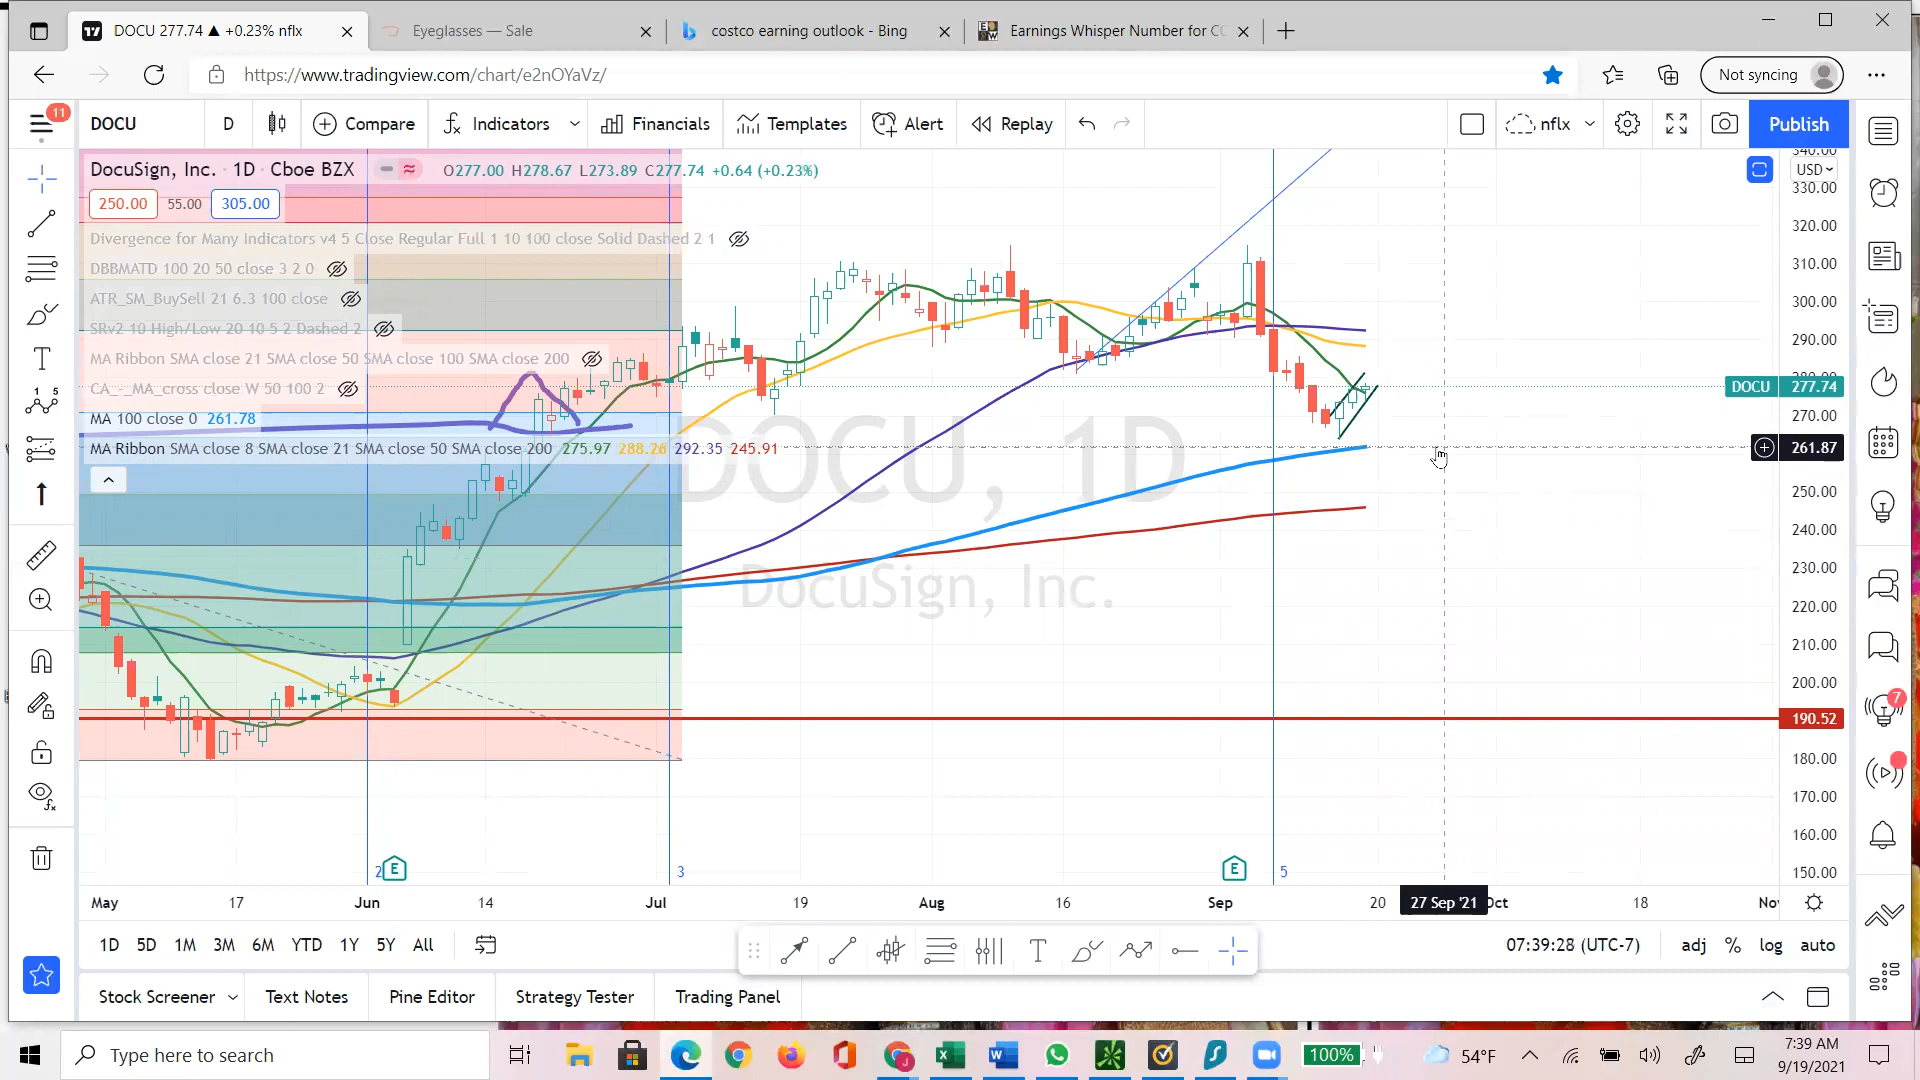 DOCU 277.74 ▲ +0.23% nflx
Eyeglasses — Sale
costco earning outlook - Bing
Earnings Whisper Number for CO
https://www.tradingview.com/chart/e2nOYaVz/
Not syncing
11
DOCU
D
Compare
Indicators
Financials
Templates
Alert
Replay
nflx
Publish
DocuSign, Inc. · 1D · Cboe BZX
O277.00 H278.67 L273.89 C277.74 +0.64 (+0.23%)
USD
250.00 55.00 305.00
Divergence for Many Indicators v4 5 Close Regular Full 1 10 100 close Solid Dashed 2 1
DBBMATD 100 20 50 close 3 2 0
ATR_SM_BuySell 21 6.3 100 close
SRv2 10 High/Low 20 10 5 2 Dashed 2
MA Ribbon SMA close 21 SMA close 50 SMA close 100 SMA close 200
CA_-_MA_cross close W 50 100 2
MA 100 close 0 261.78
MA Ribbon SMA close 8 SMA close 21 SMA close 50 SMA close 200 275.97 288.26 292.35 245.91
DOCU, 1D
DocuSign, Inc.
340.00
330.00
320.00
310.00
300.00
290.00
280.00
DOCU 277.74
270.00
261.87
250.00
240.00
230.00
220.00
210.00
200.00
190.52
180.00
170.00
160.00
150.00
7
2 E
3
E
5
May 17 Jun 14 Jul 19 Aug 16 Sep 20 27 Sep '21 Oct 18 Nov
1D 5D 1M 3M 6M YTD 1Y 5Y All
07:39:28 (UTC-7)
adj % log auto
Stock Screener
Text Notes
Pine Editor
Strategy Tester
Trading Panel
Type here to search
100%
54°F
7:39 AM
9/19/2021